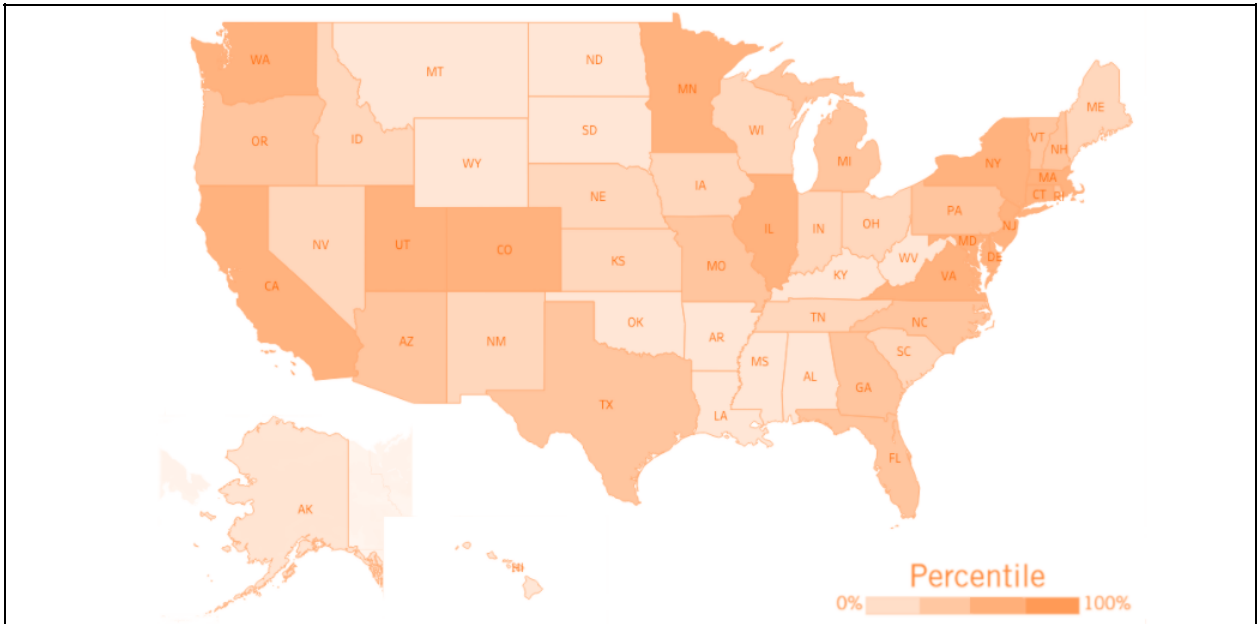 WA
MT
ND
MN
ME
OR
ID
SD
WI
VT
NH
WY
MI
NY
MA
CT RI
IA
NE
PA
NJ
NV
UT
CO
KS
MO
IL
IN
OH
MD
DE
WV
VA
KY
CA
AZ
NM
OK
AR
TN
NC
SC
MS
AL
GA
TX
LA
FL
AK
HI
Percentile
0% 100%